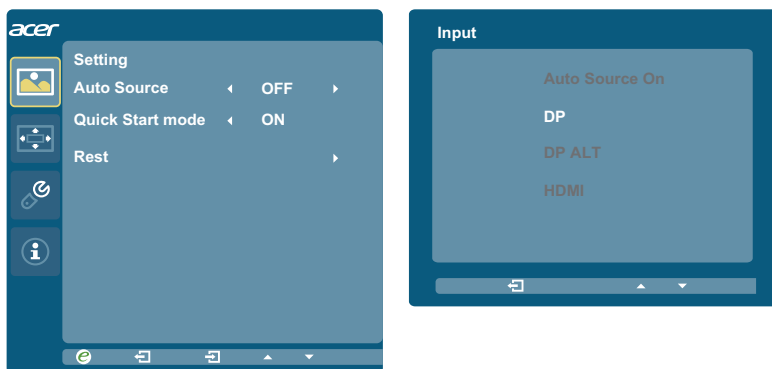 acer
Setting
Auto Source OFF
Quick Start mode ON
Rest
Input
Auto Source On
DP
DP ALT
HDMI